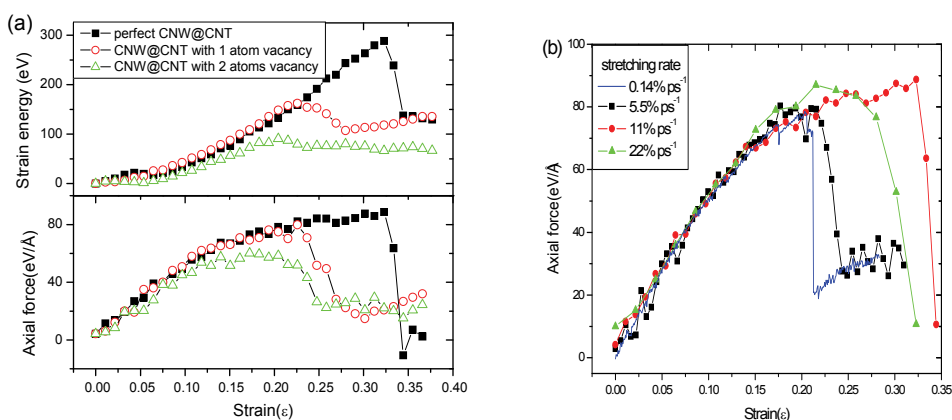 (a)
perfect CNW@CNT
CNW@CNT with 1 atom vacancy
CNW@CNT with 2 atoms vacancy
Strain energy (eV)
300
200
100
0
Axial force(eV/Å)
80
40
0
0.00 0.05 0.10 0.15 0.20 0.25 0.30 0.35 0.40
Strain(ε)
(b)
stretching rate
0.14% ps⁻¹
5.5% ps⁻¹
11% ps⁻¹
22% ps⁻¹
Axial force(eV/Å)
100
80
60
40
20
0
0.00 0.05 0.10 0.15 0.20 0.25 0.30 0.35
Strain(ε)